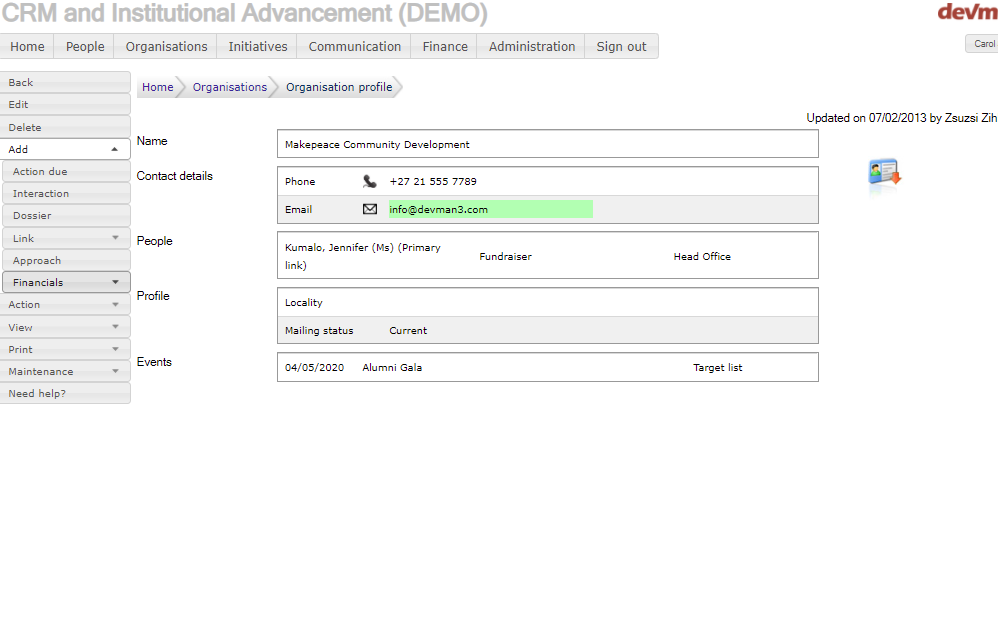 CRM and Institutional Advancement (DEMO)
devm
Home People Organisations Initiatives Communication Finance Administration Sign out
Carol
Back
Edit
Delete
Add
Action due
Interaction
Dossier
Link
Approach
Financials
Action
View
Print
Maintenance
Need help?
Home Organisations Organisation profile
Updated on 07/02/2013 by Zsuzsi Zih
Name
Makepeace Community Development
Contact details
Phone +27 21 555 7789
Email info@devman3.com
People
Kumalo, Jennifer (Ms) (Primary
link)
Fundraiser
Head Office
Profile
Locality
Mailing status Current
Events
04/05/2020 Alumni Gala Target list